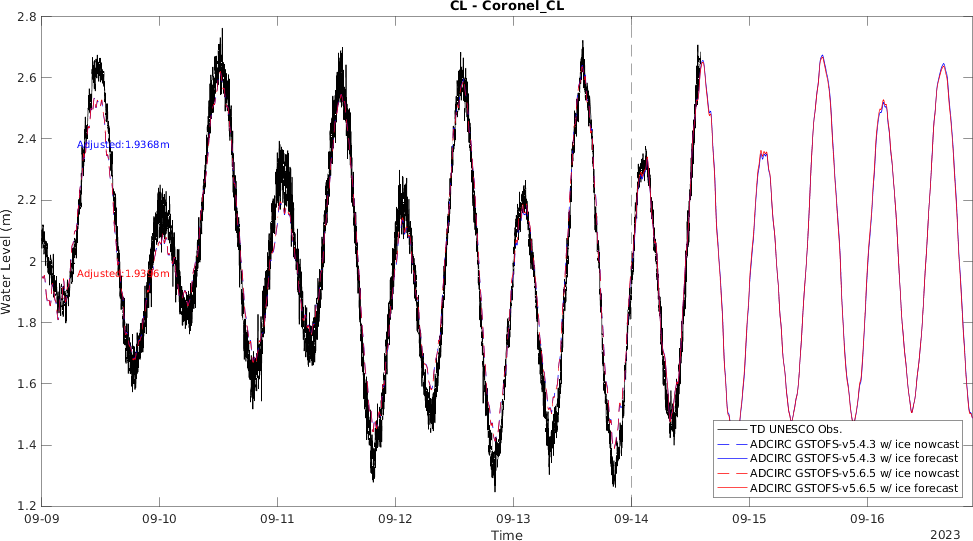 CL - Coronel_CL
2.8
2.6
2.4
2.2
2
1.8
1.6
1.4
1.2
Water Level (m)
Adjusted:1.9368m
TD UNESCO Obs.
ADCIRC GSTOFS-v5.4.3 w/ ice nowcast
ADCIRC GSTOFS-v5.4.3 w/ ice forecast
ADCIRC GSTOFS-v5.6.5 w/ ice nowcast
ADCIRC GSTOFS-v5.6.5 w/ ice forecast
09-09 09-10 09-11 09-12 09-13 09-14 09-15 09-16
Time
2023